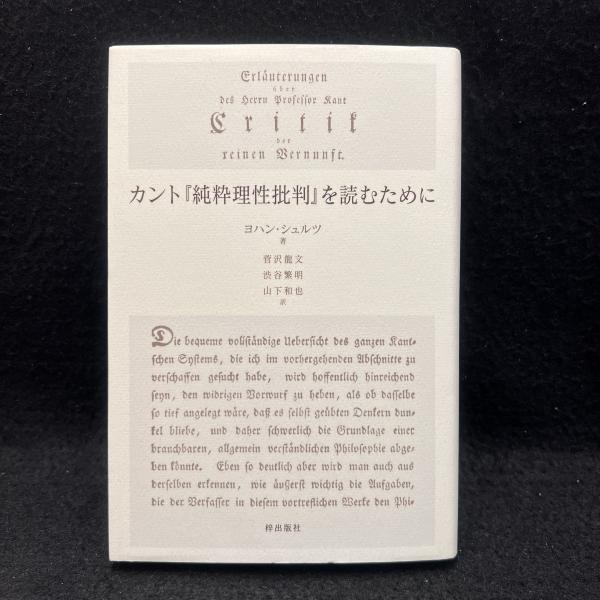 Erläuterungen
über
des Herrn Profeſſor Kant
Critik
der
reinen Vernunft.
カント『純粋理性批判』を読むために
ヨハン・シュルツ
著
菅沢龍文
渋谷繁明
山下和也
訳
Die bequeme vollſtändige Ueberſicht des ganzen Kant-
ſchen Syſtems, die ich im vorhergehenden Abſchnitte zu
verſchaffen geſucht habe, wird hoffentlich hinreichend
ſeyn, den widrigen Vorwurf zu heben, als ob daſſelbe
ſo tief angelegt wäre, daß es ſelbſt geübten Denkern dun-
kel bliebe, und daher ſchwerlich die Grundlage einer
brauchbaren, allgemein verſtändlichen Philoſophie abge-
ben könnte. Eben ſo deutlich aber wird man auch aus
derſelben erkennen, wie äuſſerſt wichtig die Aufgaben,
die der Verfaſſer in dieſem vortreflichen Werke den Phi-
梓出版社